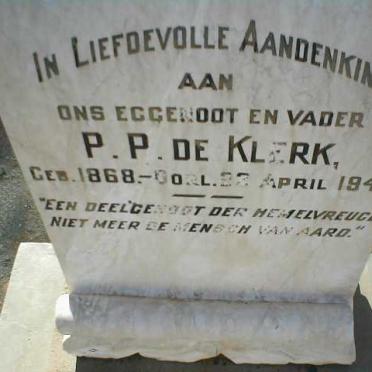 IN LIEFDEVOLLE AANDENKIN
AAN
ONS EGGENOOT EN VADER
P. P. DE KLERK,
GEB. 1868.- OORL. 22 APRIL 194
"EEN DEELGENOOT DER HEMELVREUG
NIET MEER DE MENSCH VAN AARD."